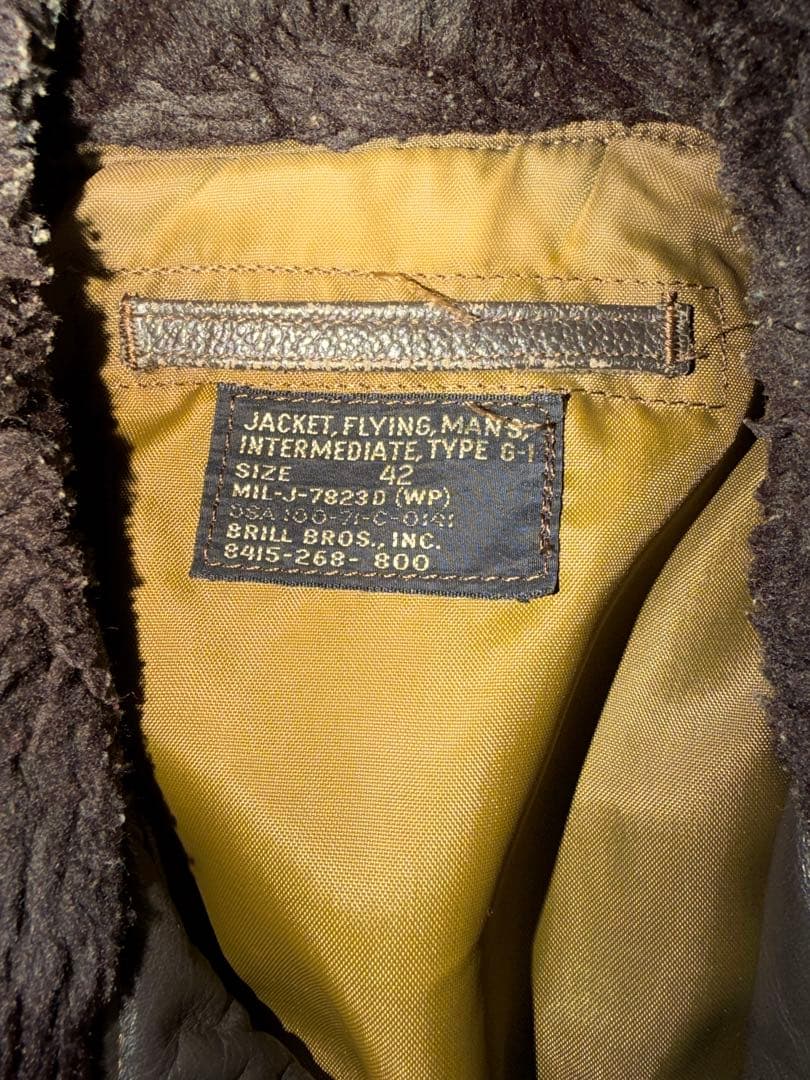 JACKET, FLYING, MAN'S,
INTERMEDIATE, TYPE G-1
SIZE 42
MIL-J-7823D (WP)
DSA 100-71-C-0141
BRILL BROS., INC.
8415-268- 800